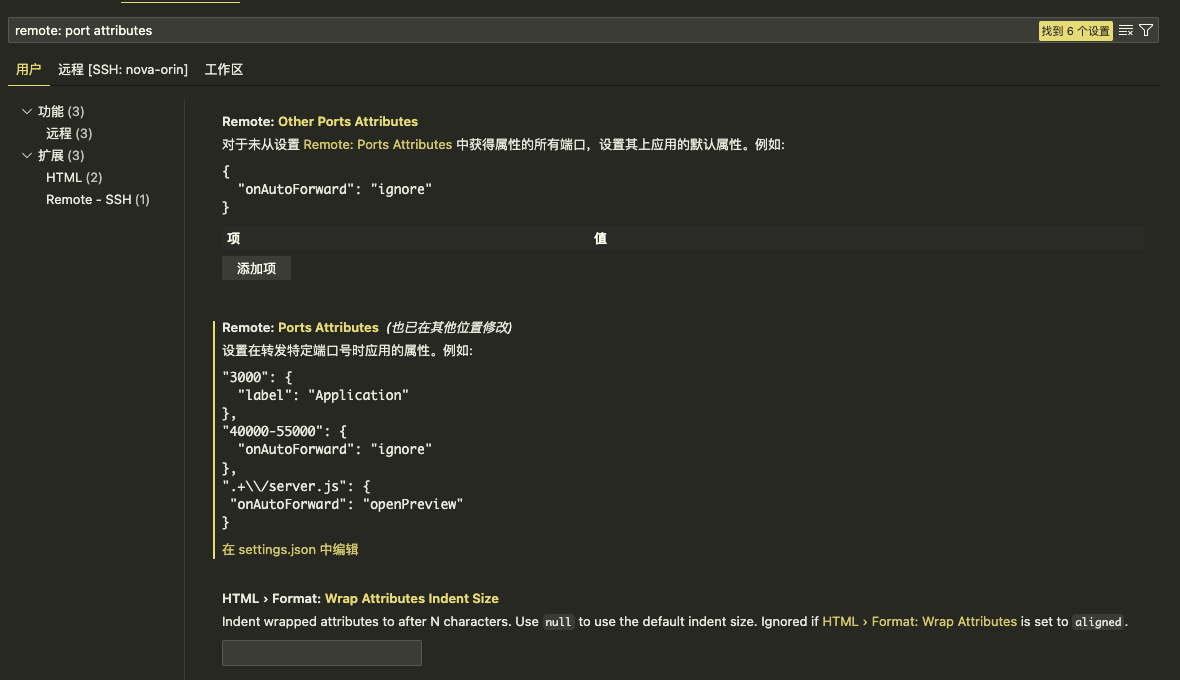 remote: port attributes
找到 6 个设置
用户 远程 [SSH: nova-orin] 工作区
功能 (3)
远程 (3)
扩展 (3)
HTML (2)
Remote - SSH (1)
Remote: Other Ports Attributes
对于未从设置 Remote: Ports Attributes 中获得属性的所有端口，设置其上应用的默认属性。例如:
{
  "onAutoForward": "ignore"
}
项 值
添加项
Remote: Ports Attributes (也已在其他位置修改)
设置在转发特定端口号时应用的属性。例如:
"3000": {
  "label": "Application"
},
"40000-55000": {
  "onAutoForward": "ignore"
},
".+\\/server.js": {
 "onAutoForward": "openPreview"
}
在 settings.json 中编辑
HTML › Format: Wrap Attributes Indent Size
Indent wrapped attributes to after N characters. Use null to use the default indent size. Ignored if HTML › Format: Wrap Attributes is set to aligned.